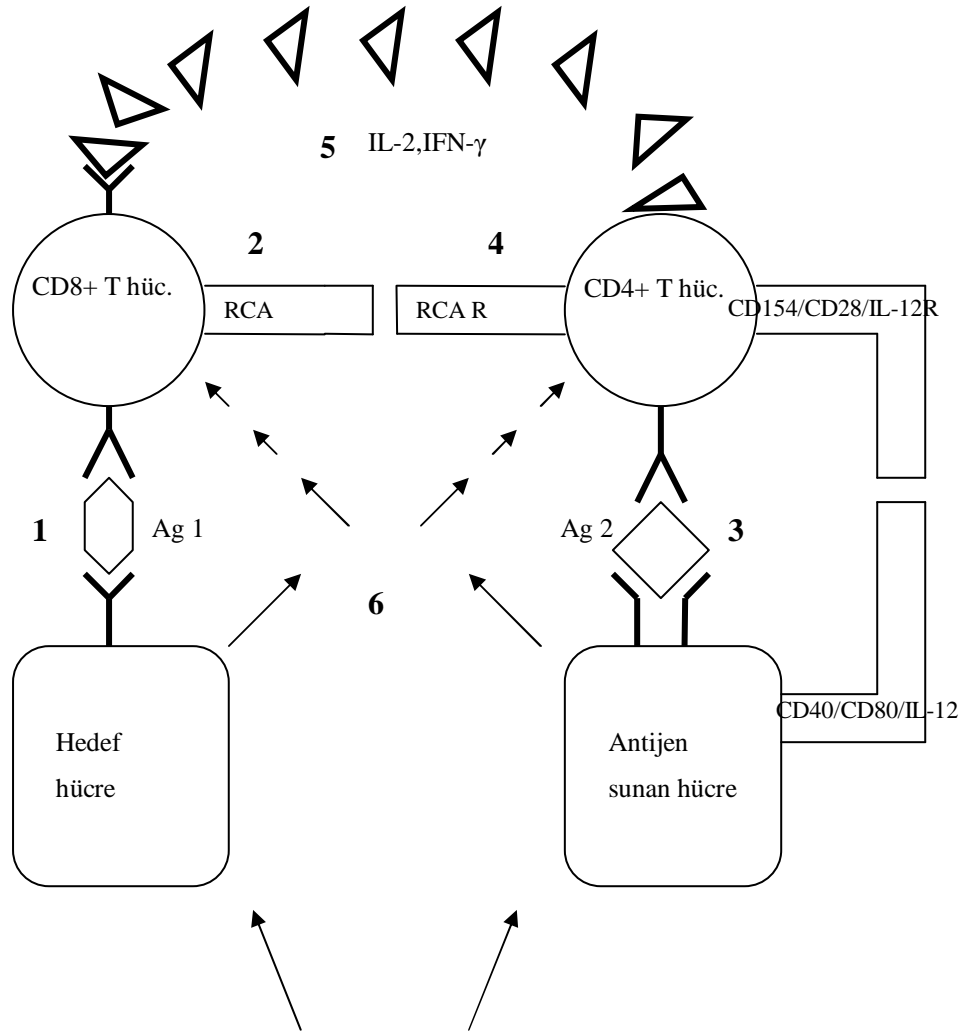 5 IL-2,IFN-γ
2 4
CD8+ T hüc. RCA RCA R CD4+ T hüc. CD154/CD28/IL-12R
1 Ag 1 Ag 2 3
6
Hedef
hücre
Antijen
sunan hücre
CD40/CD80/IL-12